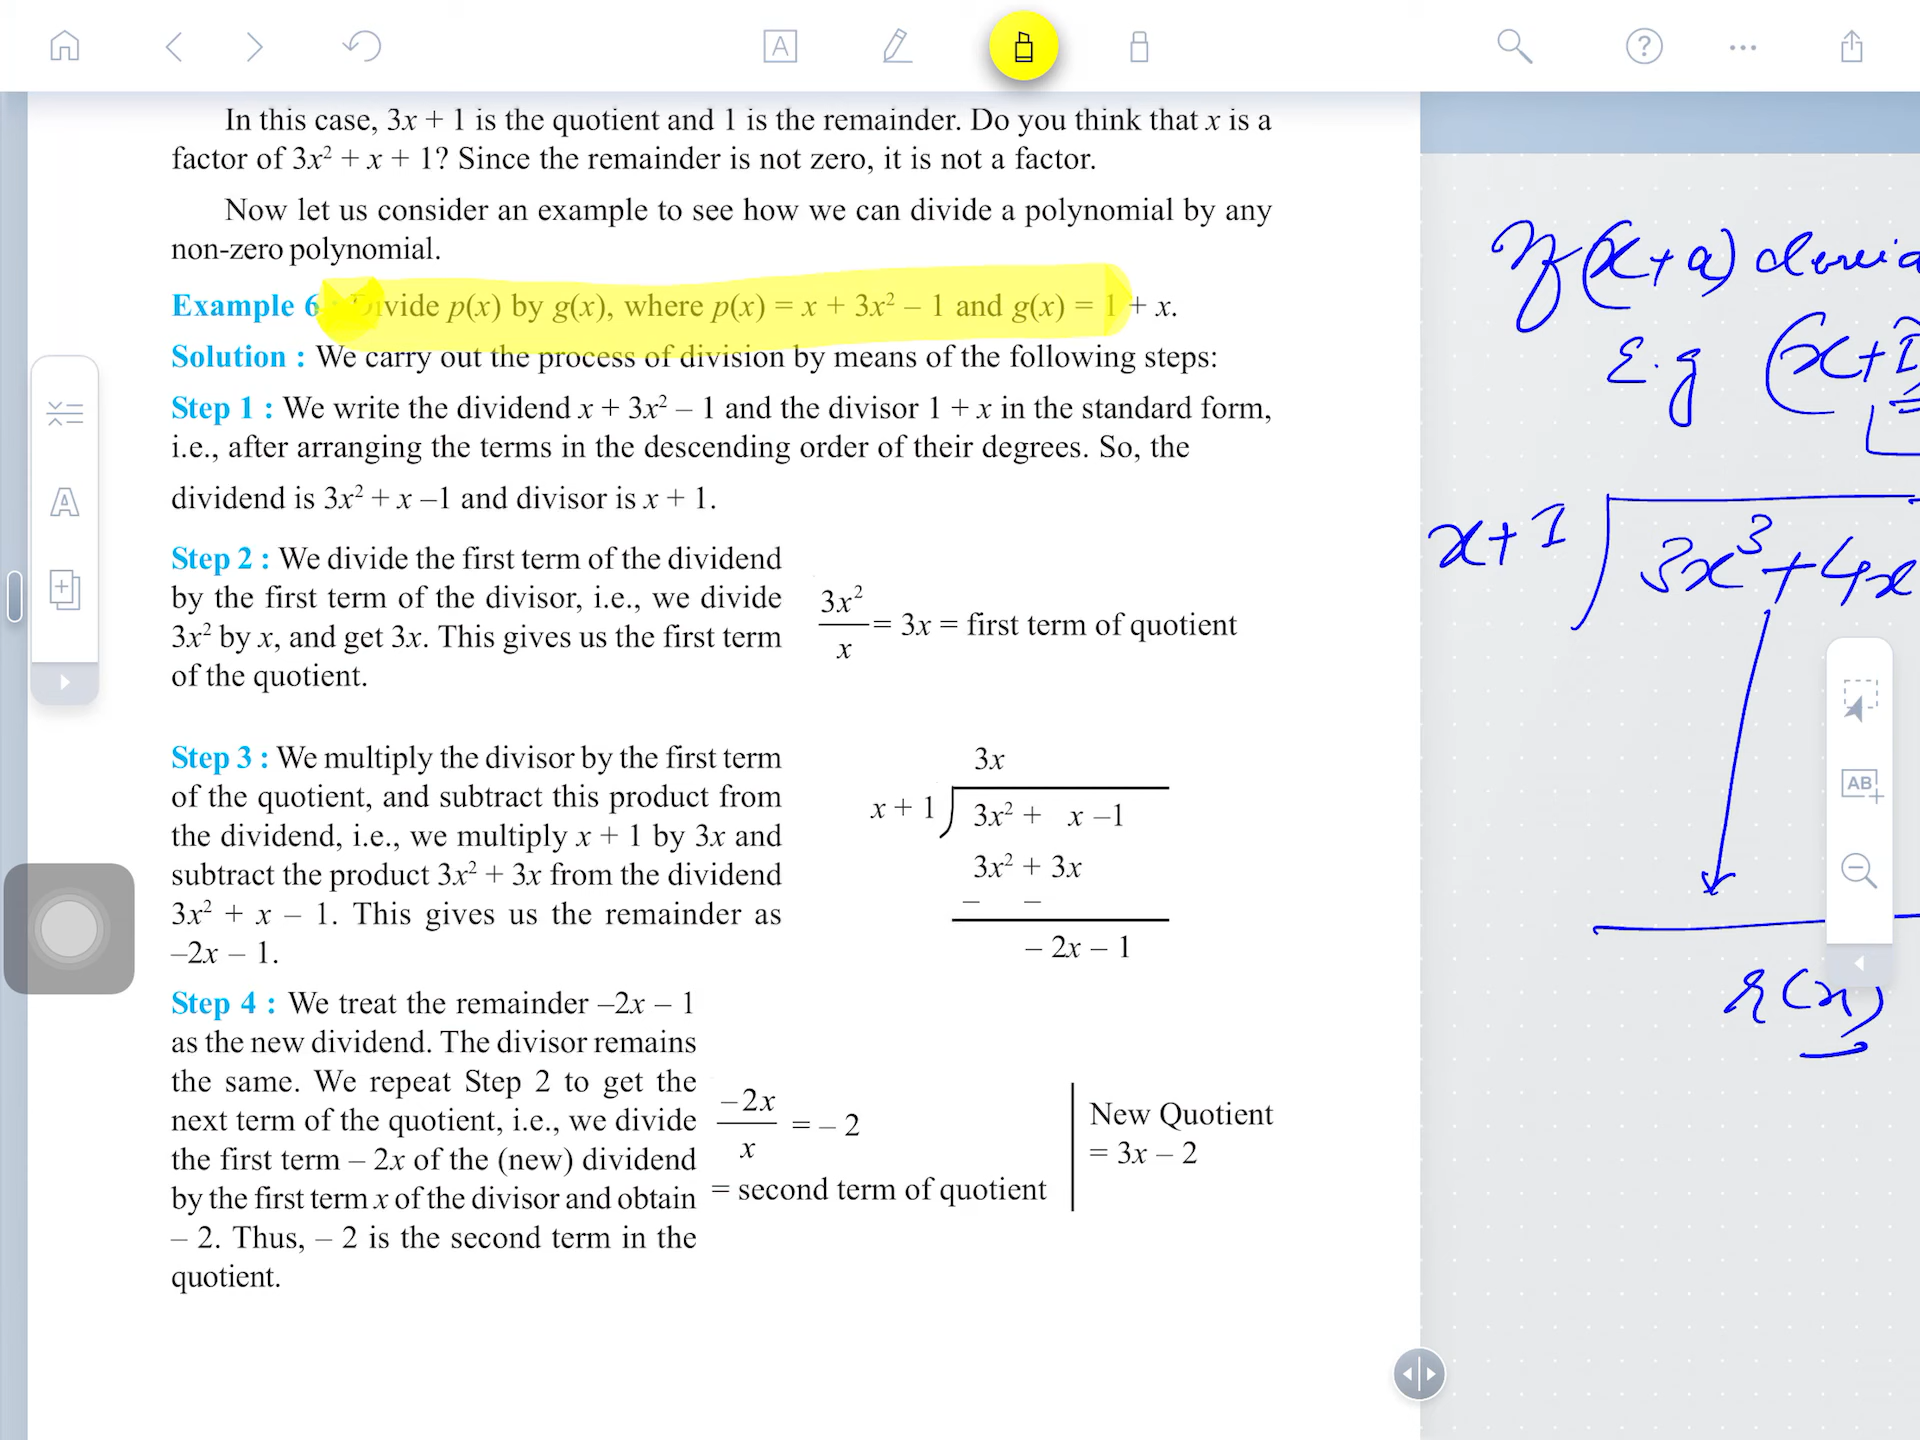 In this case, 3x + 1 is the quotient and 1 is the remainder. Do you think that x is a
factor of 3x² + x + 1? Since the remainder is not zero, it is not a factor.
Now let us consider an example to see how we can divide a polynomial by any
non-zero polynomial.
Example 6 : Divide p(x) by g(x), where p(x) = x + 3x² – 1 and g(x) = 1 + x.
Solution : We carry out the process of division by means of the following steps:
Step 1 : We write the dividend x + 3x² – 1 and the divisor 1 + x in the standard form,
i.e., after arranging the terms in the descending order of their degrees. So, the
dividend is 3x² + x –1 and divisor is x + 1.
Step 2 : We divide the first term of the dividend
by the first term of the divisor, i.e., we divide
3x² by x, and get 3x. This gives us the first term
of the quotient.
3x²
x
= 3x = first term of quotient
Step 3 : We multiply the divisor by the first term
of the quotient, and subtract this product from
the dividend, i.e., we multiply x + 1 by 3x and
subtract the product 3x² + 3x from the dividend
3x² + x – 1. This gives us the remainder as
–2x – 1.
3x
x + 1
3x² + x –1
3x² + 3x
– –
– 2x – 1
Step 4 : We treat the remainder –2x – 1
as the new dividend. The divisor remains
the same. We repeat Step 2 to get the
next term of the quotient, i.e., we divide
the first term – 2x of the (new) dividend
by the first term x of the divisor and obtain
– 2. Thus, – 2 is the second term in the
quotient.
– 2x
x
= – 2
= second term of quotient
New Quotient
= 3x – 2
If (x+a)
E.g (x+1
x+1
3x³+4x
r(x)
A
A
AB